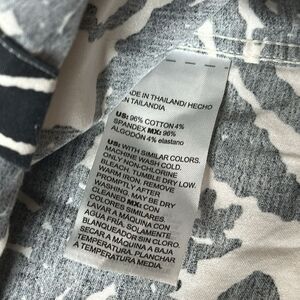 MADE IN THAILAND/ HECHO
EN TAILANDIA
US: 96% COTTON 4%
SPANDEX MX: 96%
ALGODÓN 4% elastano
US: WITH SIMILAR COLORS.
MACHINE WASH COLD.
ONLY NON-CHLORINE
BLEACH. TUMBLE DRY LOW.
WARM IRON. REMOVE
PROMPTLY AFTER
WASHING. MAY BE DRY
CLEANED MX: CON
COLORES SIMILARES.
LAVAR A MAQUINA CON
AGUA FRÍA. SOLAMENTE
BLANQUEADOR SIN CLORO.
SECAR A MÁQUINA A BAJA
TEMPERATURA. PLANCHAR
A TEMPERATURA MEDIA.